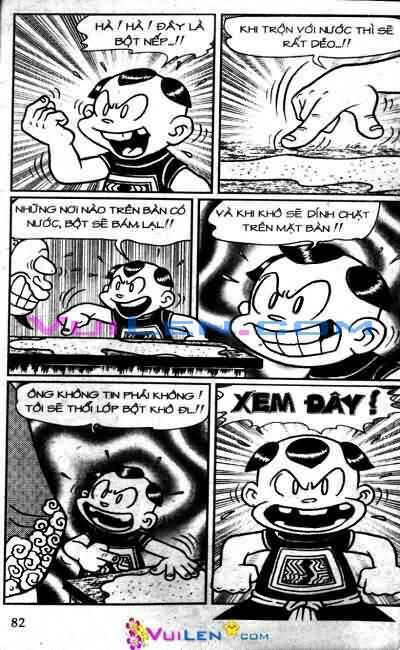 HÀ! HÀ! ĐÂY LÀ
BỘT NẾP...!!
KHI TRỘN VỚI NƯỚC THÌ SẼ
RẤT DẺO...!!
NHỮNG NƠI NÀO TRÊN BÀN CÓ
NƯỚC, BỘT SẼ BÁM LẠI...!!
VÀ KHI KHÔ SẼ DÍNH CHẶT
TRÊN MẶT BÀN!!
VUILEN.COM
ÔNG KHÔNG TIN PHẢI KHÔNG!
TÔI SẼ THỔI LỚP BỘT KHÔ ĐI...!!
XEM ĐÂY!
82
VUILEN.COM